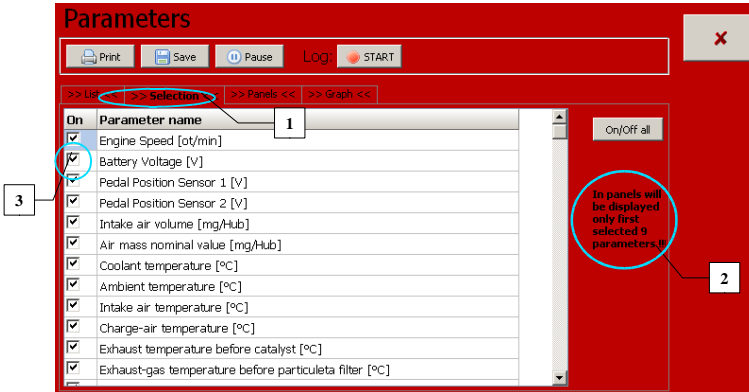 Parameters
Print Save Pause Log: START
>> List << >> Selection << >> Panels << >> Graph <<
1
On Parameter name
On/Off all
Engine Speed [ot/min]
Battery Voltage [V]
Pedal Position Sensor 1 [V]
Pedal Position Sensor 2 [V]
3
In panels will
be displayed
only first
selected 9
parameters.!!
Intake air volume [mg/Hub]
Air mass nominal value [mg/Hub]
Coolant temperature [ºC]
2
Ambient temperature [ºC]
Intake air temperature [ºC]
Charge-air temperature [ºC]
Exhaust temperature before catalyst [ºC]
Exhaust-gas temperature before particuleta filter [ºC]